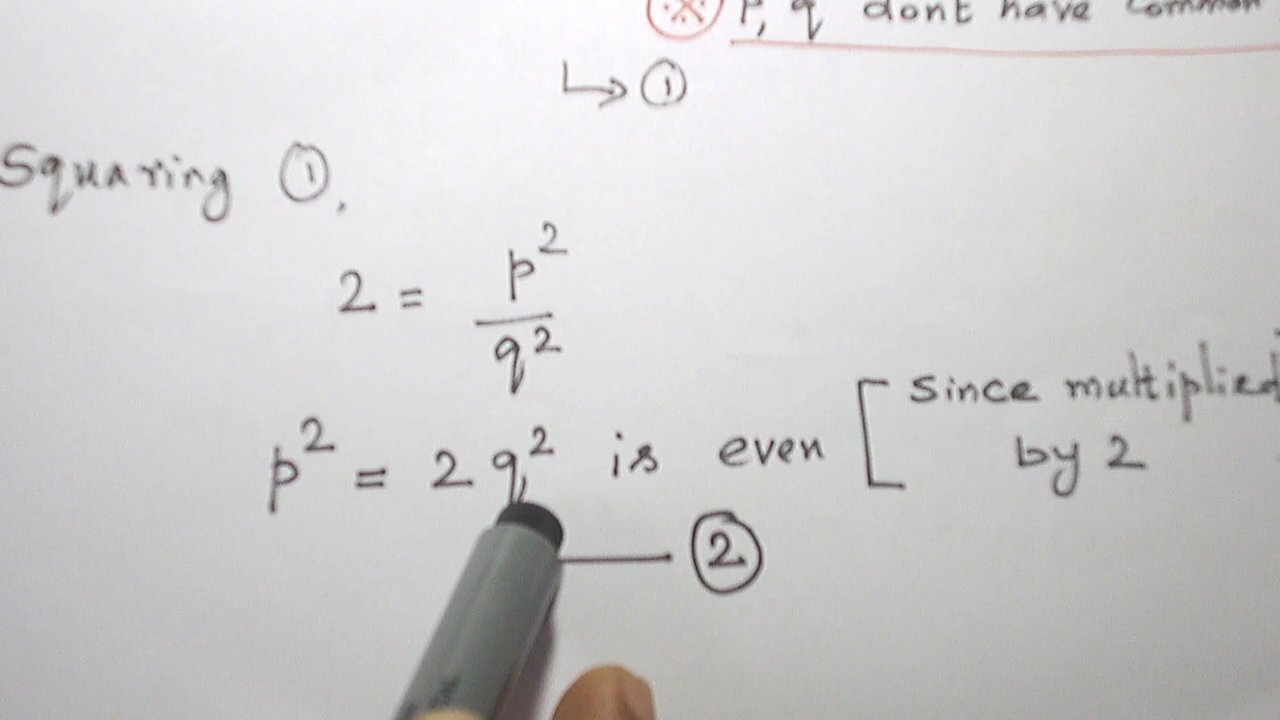 ※ P, q dont have common
↳ ①
Squaring ①,
2 = p²/q²
p² = 2q² is even [since multiplied
by 2
— ②